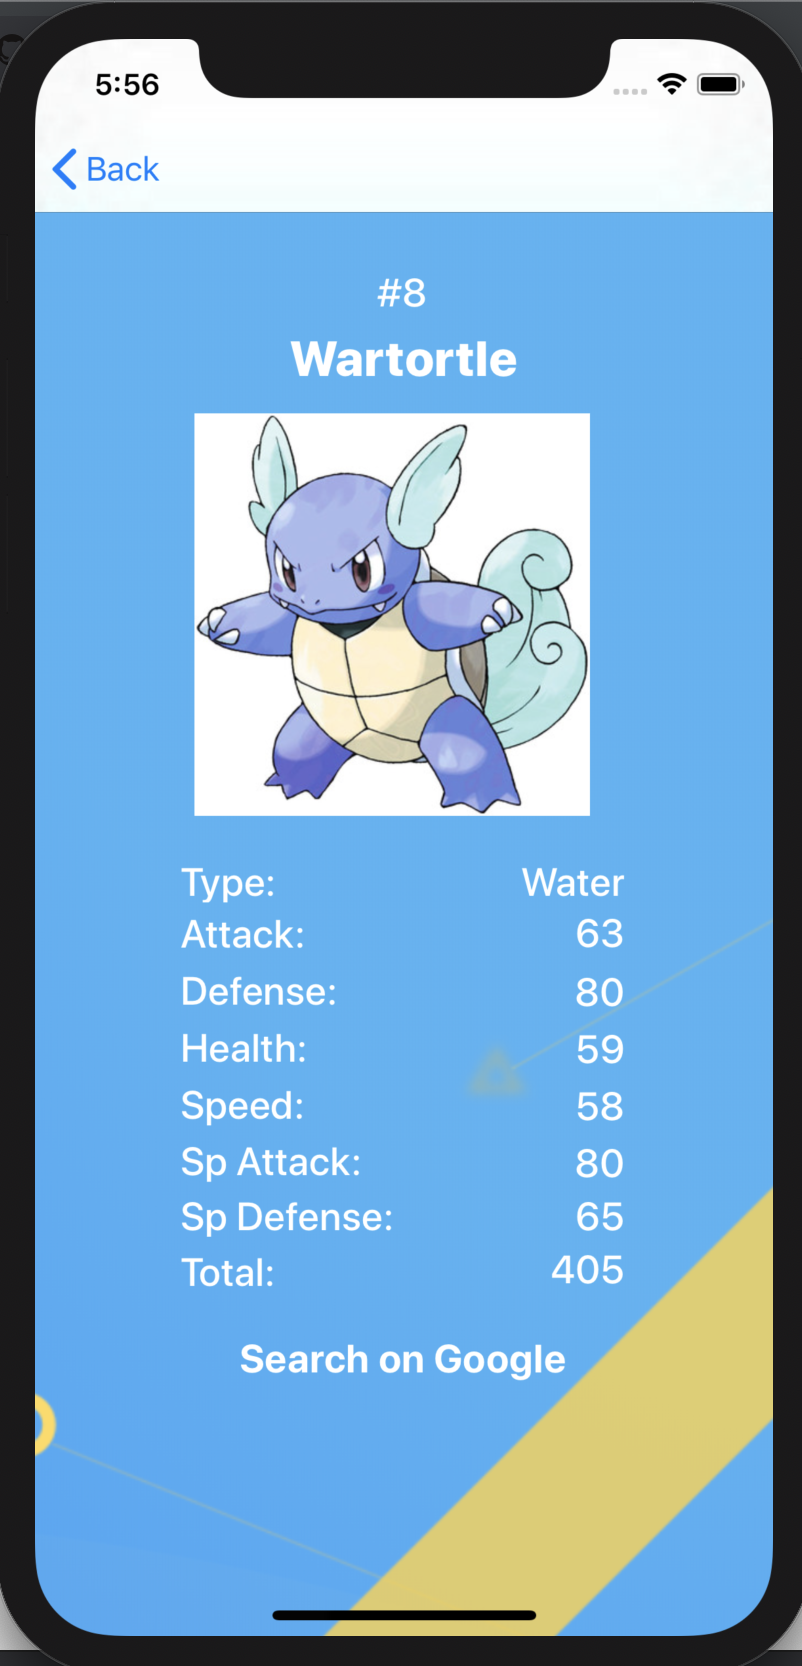 5:56
Back
#8
Wartortle
Type: Water
Attack: 63
Defense: 80
Health: 59
Speed: 58
Sp Attack: 80
Sp Defense: 65
Total: 405
Search on Google